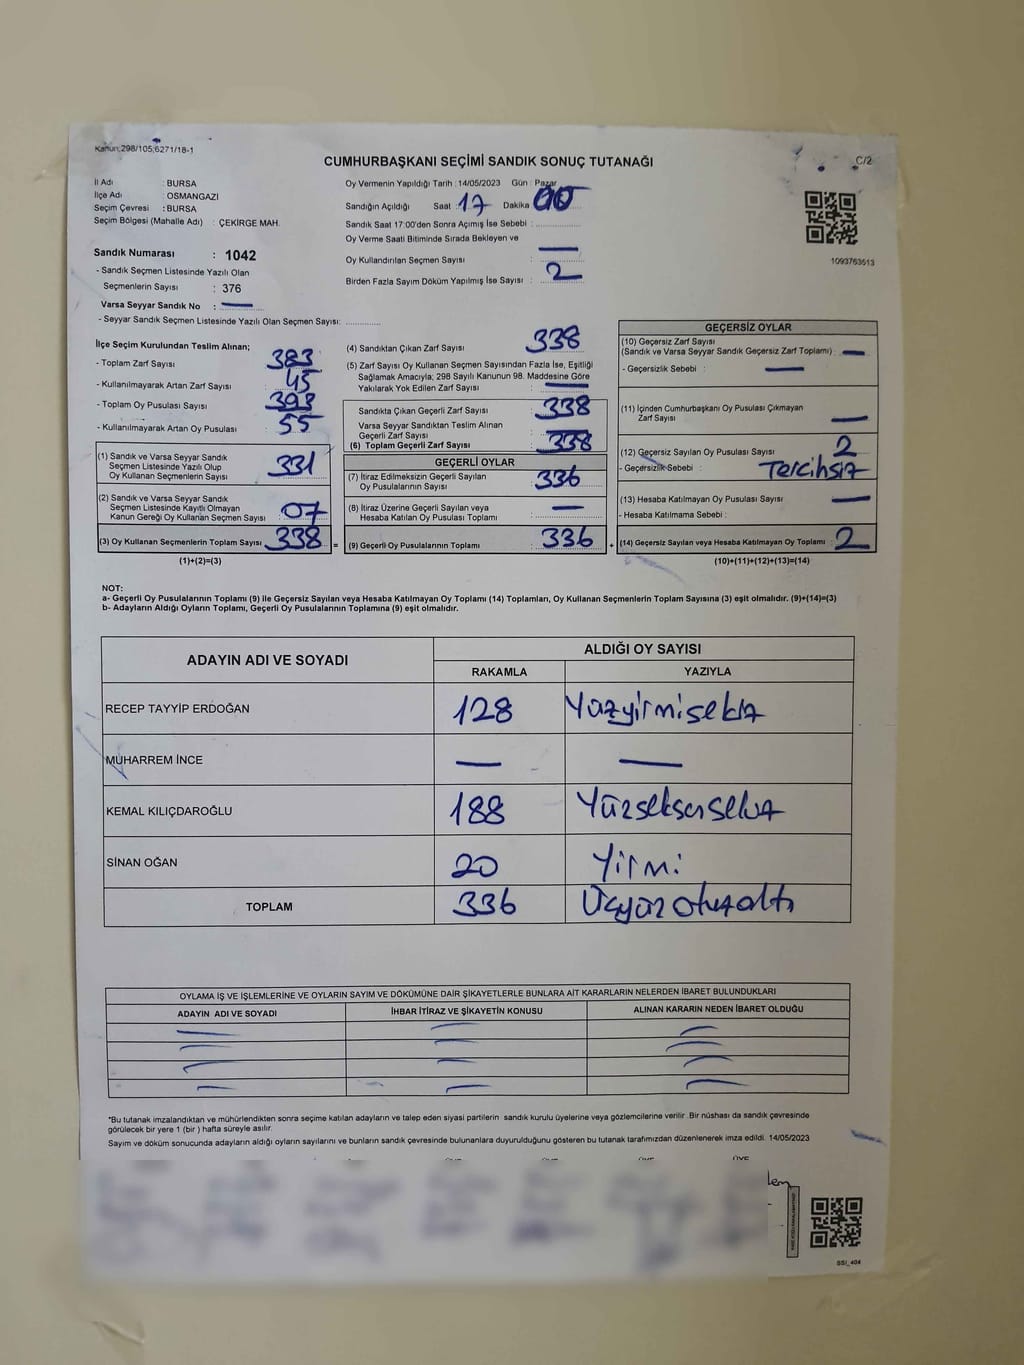 Kanun:298/105,6271/18-1
CUMHURBAŞKANI SEÇİMİ SANDIK SONUÇ TUTANAĞI
C/2
İl Adı : BURSA
İlçe Adı : OSMANGAZI
Seçim Çevresi : BURSA
Seçim Bölgesi (Mahalle Adı) : ÇEKİRGE MAH.
Oy Vermenin Yapıldığı Tarih :14/05/2023 Gün : Pazar
Sandığın Açıldığı Saat : 17 Dakika 00
Sandık Saat 17:00'den Sonra Açımış İse Sebebi :
Oy Verme Saati Bitiminde Sırada Bekleyen ve
Oy Kullandırılan Seçmen Sayısı : —
Birden Fazla Sayım Döküm Yapılmış İse Sayısı : 2
1093763513
Sandık Numarası : 1042
- Sandık Seçmen Listesinde Yazılı Olan
Seçmenlerin Sayısı : 376
Varsa Seyyar Sandık No : —
- Seyyar Sandık Seçmen Listesinde Yazılı Olan Seçmen Sayısı:
İlçe Seçim Kurulundan Teslim Alınan;
- Toplam Zarf Sayısı 383
- Kullanılmayarak Artan Zarf Sayısı 45
- Toplam Oy Pusulası Sayısı 393
- Kullanılmayarak Artan Oy Pusulası 55
(1) Sandık ve Varsa Seyyar Sandık
Seçmen Listesinde Yazılı Olup
Oy Kullanan Seçmenlerin Sayısı 331
(2) Sandık ve Varsa Seyyar Sandık
Seçmen Listesinde Kayıtlı Olmayan
Kanun Gereği Oy Kullanan Seçmen Sayısı 07
(3) Oy Kullanan Seçmenlerin Toplam Sayısı 338 =
(1)+(2)=(3)
(4) Sandıktan Çıkan Zarf Sayısı 338
(5) Zarf Sayısı Oy Kullanan Seçmen Sayısından Fazla İse, Eşitliği
Sağlamak Amacıyla; 298 Sayılı Kanunun 98. Maddesine Göre
Yakılarak Yok Edilen Zarf Sayısı : —
Sandıkta Çıkan Geçerli Zarf Sayısı 338
Varsa Seyyar Sandıktan Teslim Alınan
Geçerli Zarf Sayısı : —
(6) Toplam Geçerli Zarf Sayısı 338
GEÇERLİ OYLAR
(7) İtiraz Edilmeksizin Geçerli Sayılan
Oy Pusulalarının Sayısı 336
(8) İtiraz Üzerine Geçerli Sayılan veya
Hesaba Katılan Oy Pusulası Toplamı : —
(9) Geçerli Oy Pusulalarının Toplamı : 336 +
GEÇERSİZ OYLAR
(10) Geçersiz Zarf Sayısı
(Sandık ve Varsa Seyyar Sandık Geçersiz Zarf Toplamı) : —
- Geçersizlik Sebebi : —
(11) İçinden Cumhurbaşkanı Oy Pusulası Çıkmayan
Zarf Sayısı —
(12) Geçersiz Sayılan Oy Pusulası Sayısı 2
- Geçersizlik Sebebi : Tercihsiz
(13) Hesaba Katılmayan Oy Pusulası Sayısı —
- Hesaba Katılmama Sebebi :
(14) Geçersiz Sayılan veya Hesaba Katılmayan Oy Toplamı : 2
(10)+(11)+(12)+(13)=(14)
NOT:
a- Geçerli Oy Pusulalarının Toplamı (9) ile Geçersiz Sayılan veya Hesaba Katılmayan Oy Toplamı (14) Toplamları, Oy Kullanan Seçmenlerin Toplam Sayısına (3) eşit olmalıdır. (9)+(14)=(3)
b- Adayların Aldığı Oyların Toplamı, Geçerli Oy Pusulalarının Toplamına (9) eşit olmalıdır.
ADAYIN ADI VE SOYADI ALDIĞI OY SAYISI
RAKAMLA YAZIYLA
RECEP TAYYİP ERDOĞAN 128 Yüzyirmisekiz
MUHARREM İNCE — —
KEMAL KILIÇDAROĞLU 188 Yüzseksensekiz
SİNAN OĞAN 20 Yirmi
TOPLAM 336 Üçyüzotuzaltı
OYLAMA İŞ VE İŞLEMLERİNE VE OYLARIN SAYIM VE DÖKÜMÜNE DAİR ŞİKAYETLERLE BUNLARA AİT KARARLARIN NELERDEN İBARET BULUNDUKLARI
ADAYIN ADI VE SOYADI İHBAR İTİRAZ VE ŞİKAYETİN KONUSU ALINAN KARARIN NEDEN İBARET OLDUĞU
*Bu tutanak imzalandıktan ve mühürlendikten sonra seçime katılan adayların ve talep eden siyasi partilerin sandık kurulu üyelerine veya gözlemcilerine verilir. Bir nüshası da sandık çevresinde
görülecek bir yere 1 (bir ) hafta süreyle asılır.
Sayım ve döküm sonucunda adayların aldığı oyların sayılarını ve bunların sandık çevresinde bulunanlara duyurulduğunu gösteren bu tutanak tarafımızdan düzenlenerek imza edildi. 14/05/2023
SSI_404